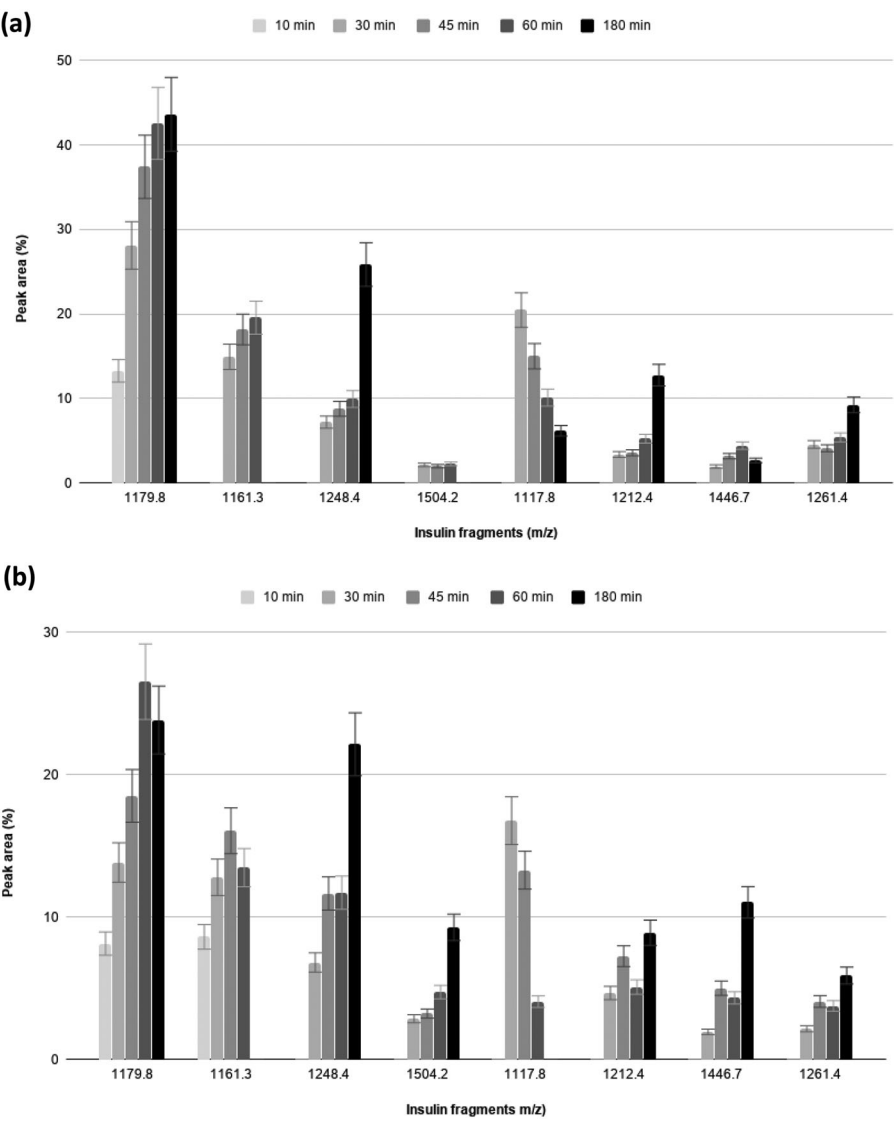 (a)
10 min 30 min 45 min 60 min 180 min
50
40
30
20
10
0
Peak area (%)
1179.8 1161.3 1248.4 1504.2 1117.8 1212.4 1446.7 1261.4
Insulin fragments (m/z)
(b)
10 min 30 min 45 min 60 min 180 min
30
20
10
0
Peak area (%)
1179.8 1161.3 1248.4 1504.2 1117.8 1212.4 1446.7 1261.4
Insulin fragments m/z)